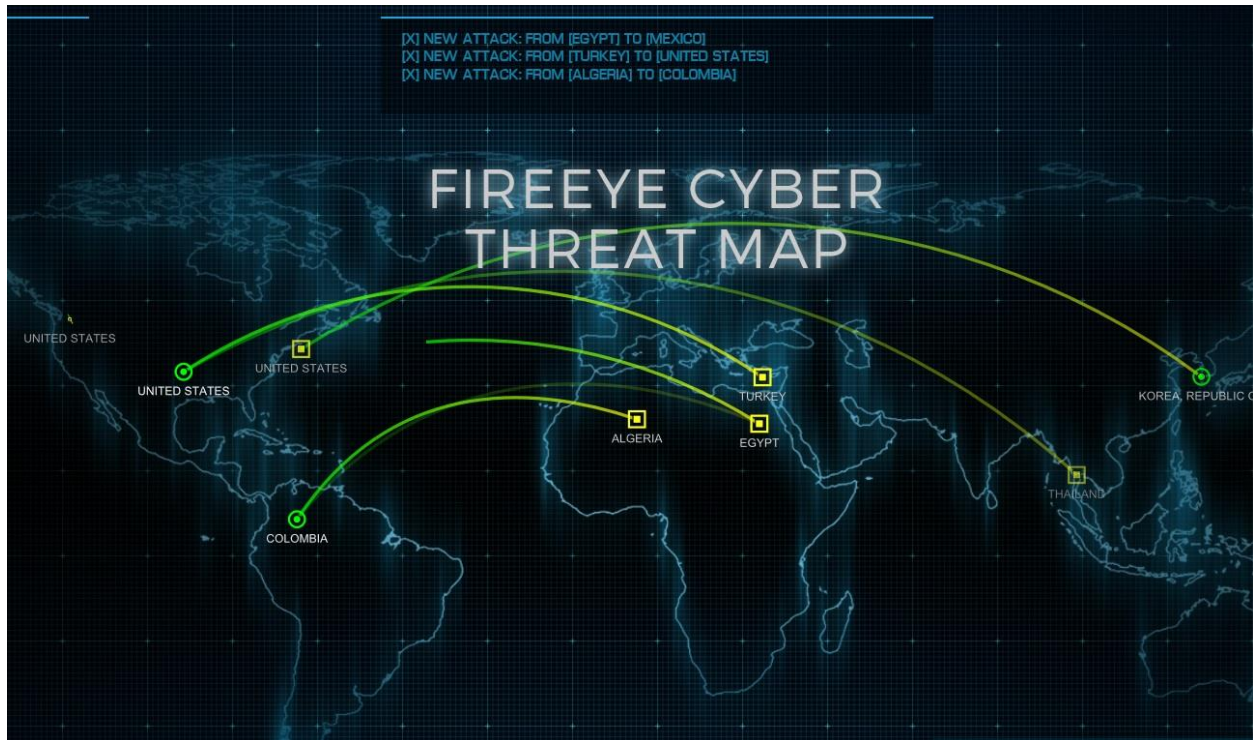 [X] NEW ATTACK: FROM [EGYPT] TO [MEXICO]
[X] NEW ATTACK: FROM [TURKEY] TO [UNITED STATES]
[X] NEW ATTACK: FROM [ALGERIA] TO [COLOMBIA]
FIREEYE CYBER
THREAT MAP
UNITED STATES
UNITED STATES
UNITED STATES
TURKEY
KOREA, REPUBLIC
ALGERIA
EGYPT
THAILAND
COLOMBIA